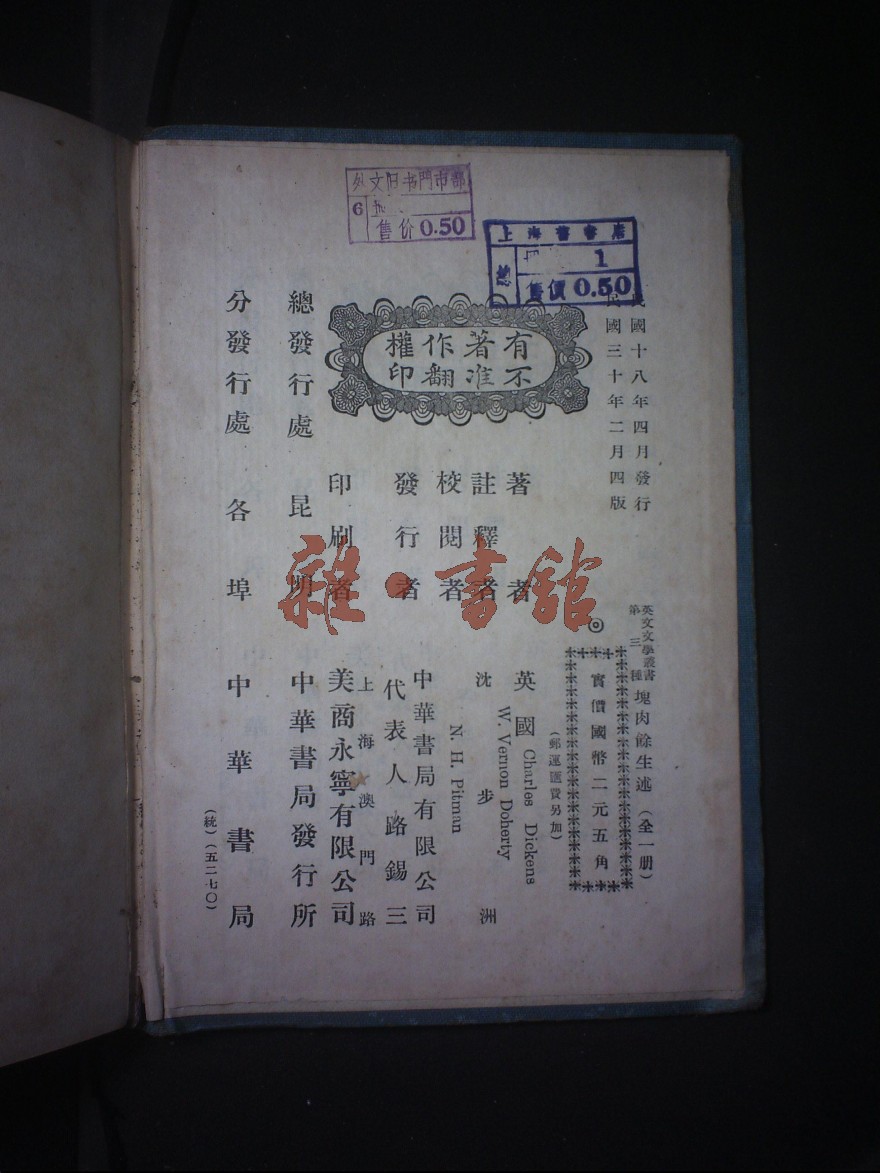 外文旧书門市部
6
售价 0.50
上海舊書店
1
售價 0.50
民國十八年四月發行
民國三十年二月四版
英文文學叢書
第三種
塊肉餘生述（全一册）
◎實價國幣二元五角
（郵運匯費另加）
有著作權
不准翻印
著者
英國 Charles Dickens
註釋者
W. Vernon Doherty
沈步洲
校閱者
N. H. Pitman
發行者
中華書局有限公司
代表人路錫三
印刷者
上海澳門路
美商永寧有限公司
總發行處 昆明 中華書局發行所
分發行處 各埠 中華書局
（統）（五二七〇）
雜·書館